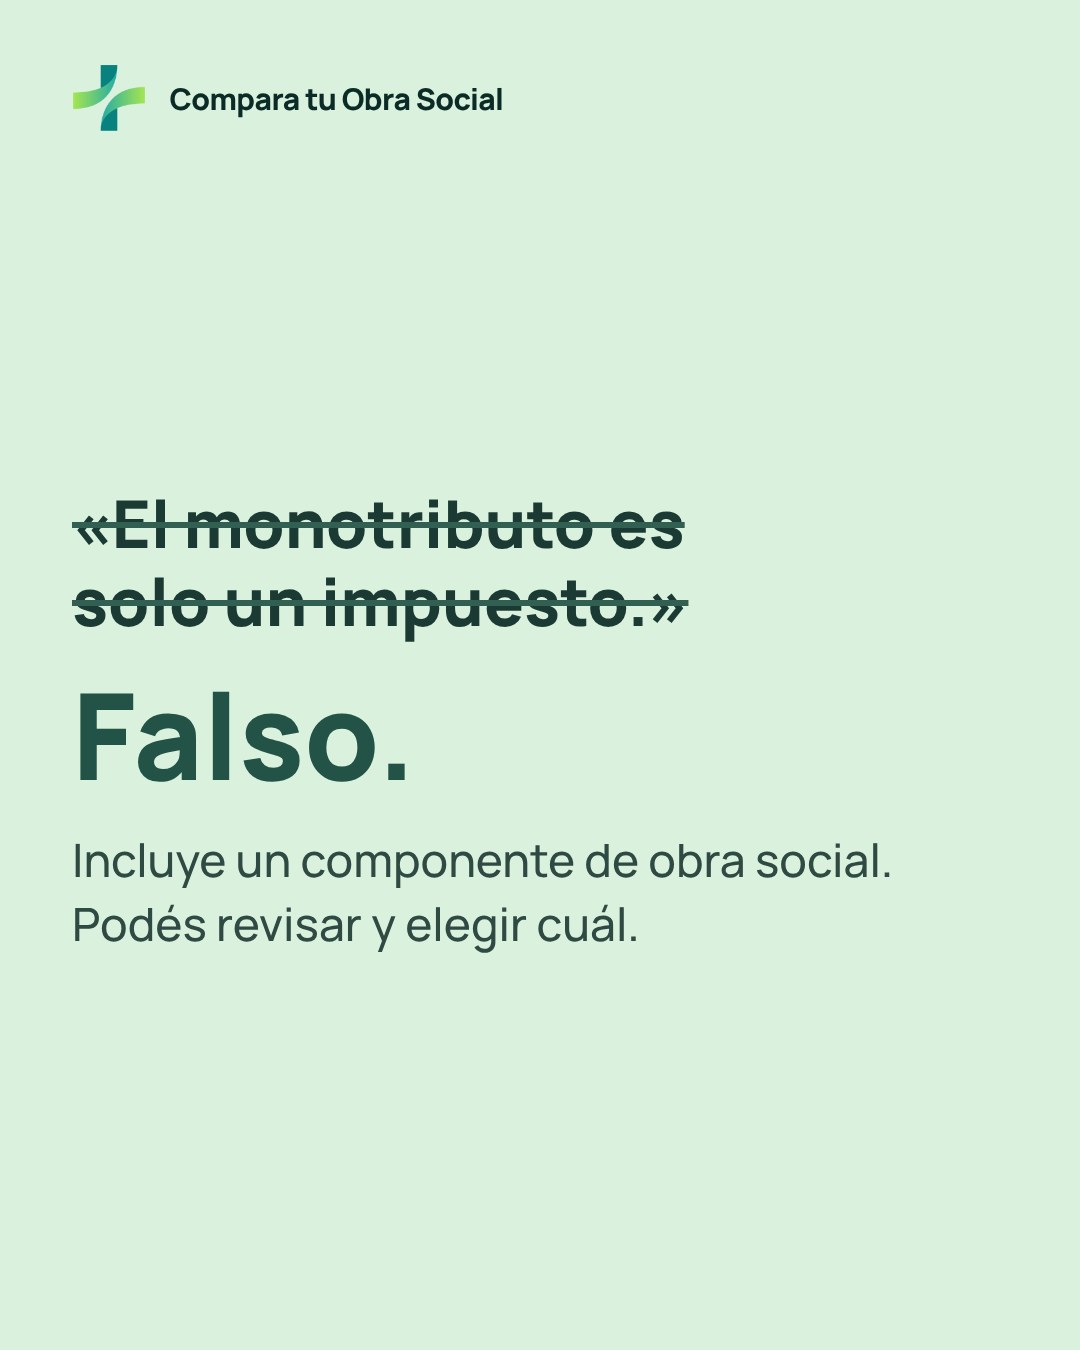 Compara tu Obra Social
«El monotributo es
solo un impuesto.»
Falso.
Incluye un componente de obra social.
Podés revisar y elegir cuál.